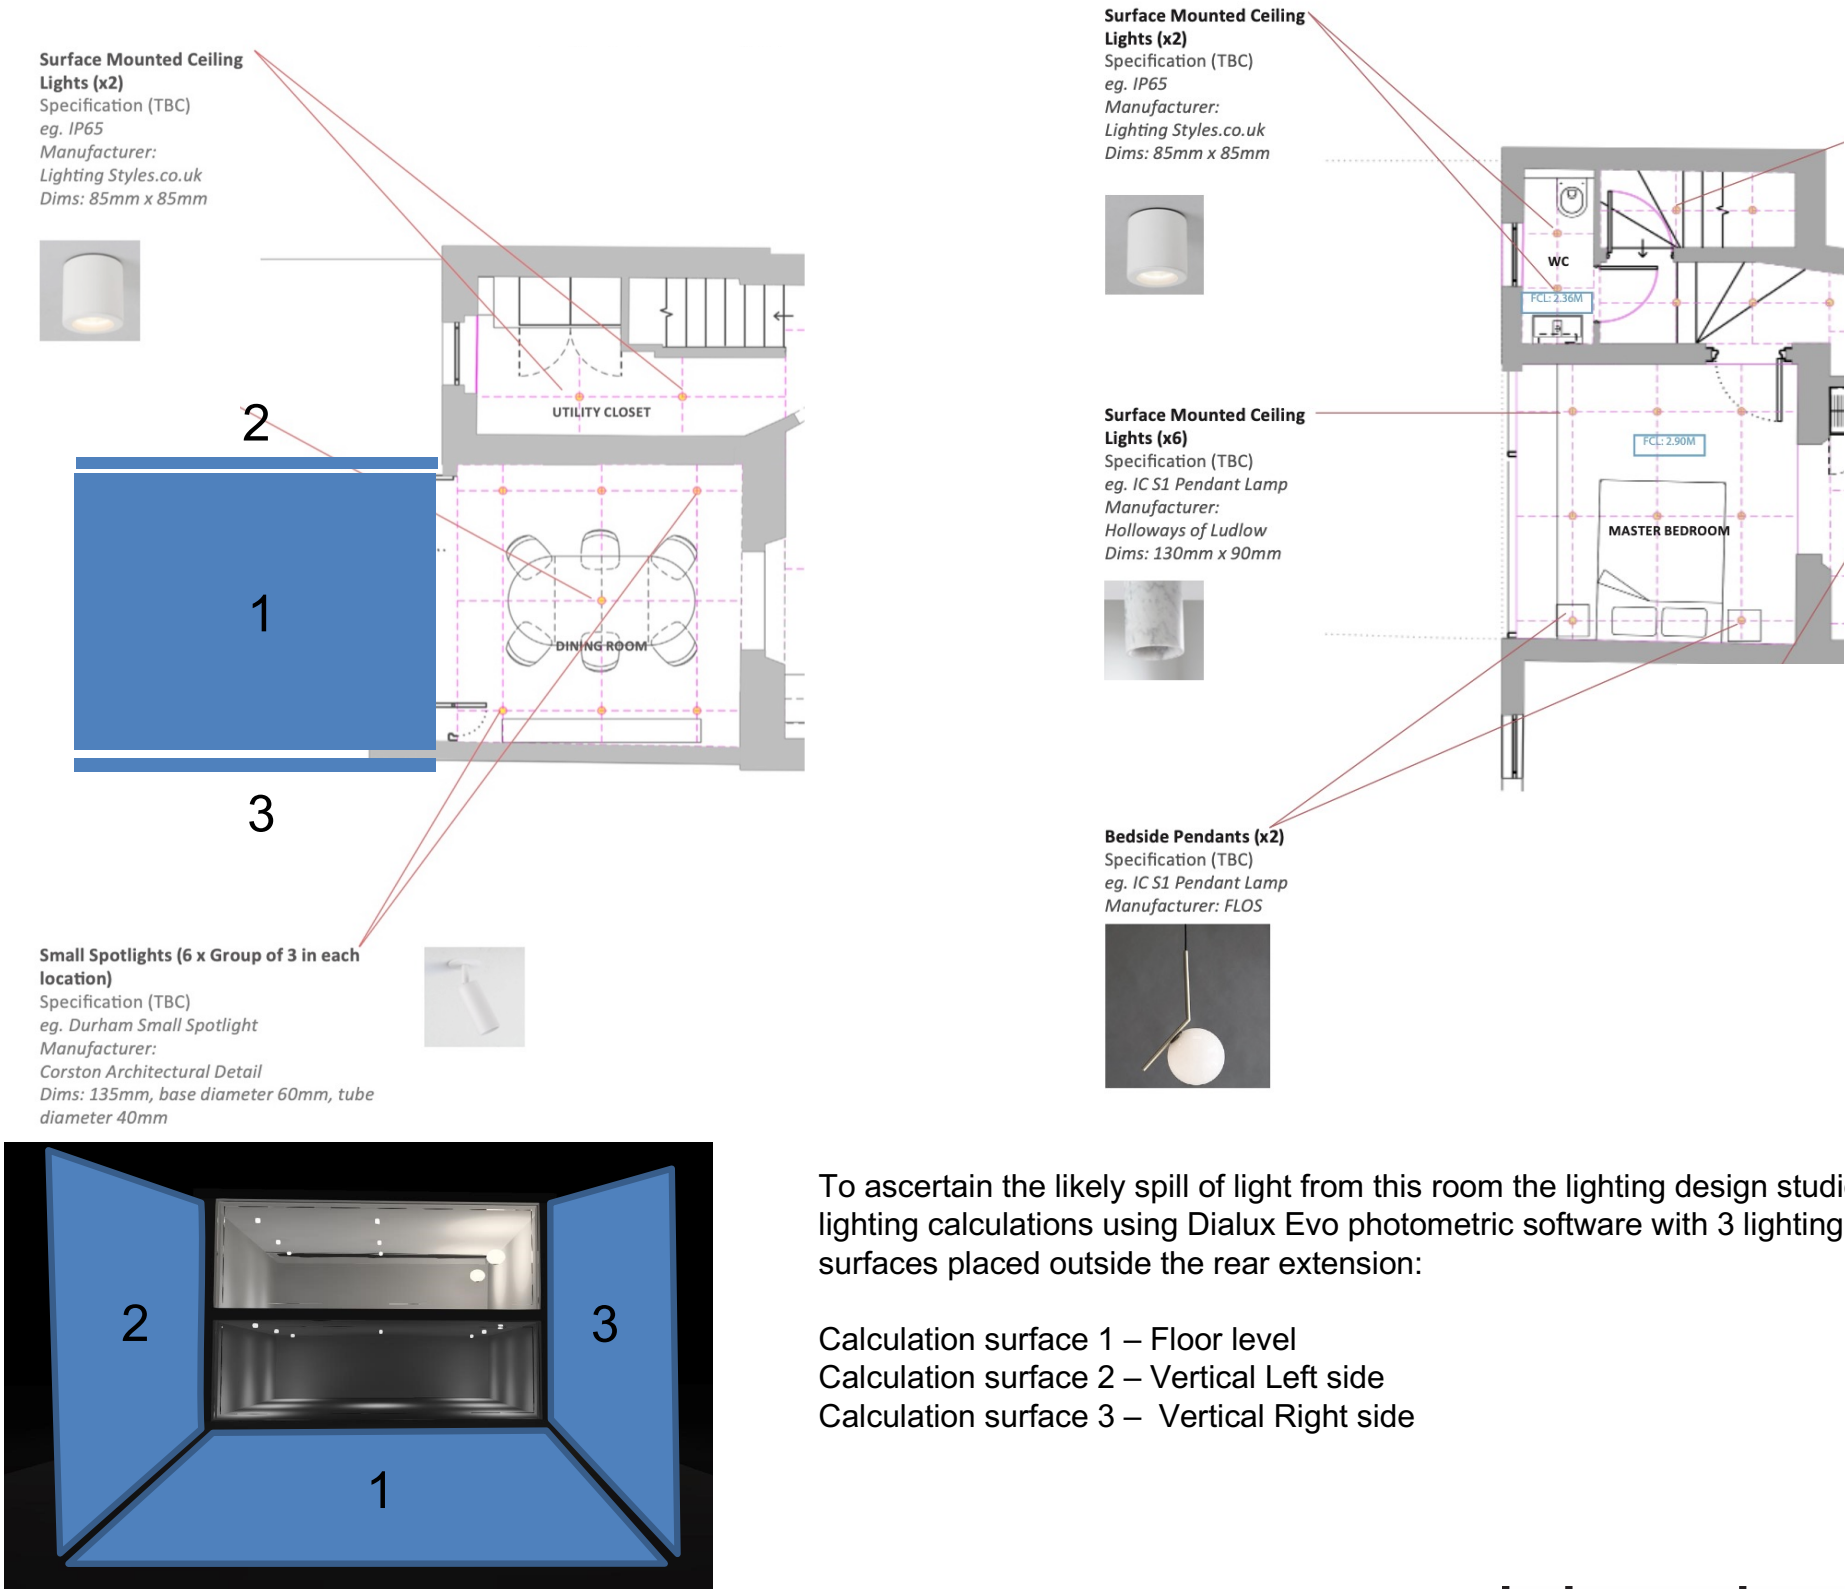 Surface Mounted Ceiling
Lights (x2)
Specification (TBC)
eg. IP65
Manufacturer:
Lighting Styles.co.uk
Dims: 85mm x 85mm
UTILITY CLOSET
2
1
DINING ROOM
3
Small Spotlights (6 x Group of 3 in each
location)
Specification (TBC)
eg. Durham Small Spotlight
Manufacturer:
Corston Architectural Detail
Dims: 135mm, base diameter 60mm, tube
diameter 40mm
Surface Mounted Ceiling
Lights (x2)
Specification (TBC)
eg. IP65
Manufacturer:
Lighting Styles.co.uk
Dims: 85mm x 85mm
WC
FCL: 2.36M
Surface Mounted Ceiling
Lights (x6)
Specification (TBC)
eg. IC S1 Pendant Lamp
Manufacturer:
Holloways of Ludlow
Dims: 130mm x 90mm
FCL: 2.90M
MASTER BEDROOM
Bedside Pendants (x2)
Specification (TBC)
eg. IC S1 Pendant Lamp
Manufacturer: FLOS
2
3
1
To ascertain the likely spill of light from this room the lighting design
lighting calculations using Dialux Evo photometric software with 3 lighting
surfaces placed outside the rear extension:
Calculation surface 1 – Floor level
Calculation surface 2 – Vertical Left side
Calculation surface 3 – Vertical Right side